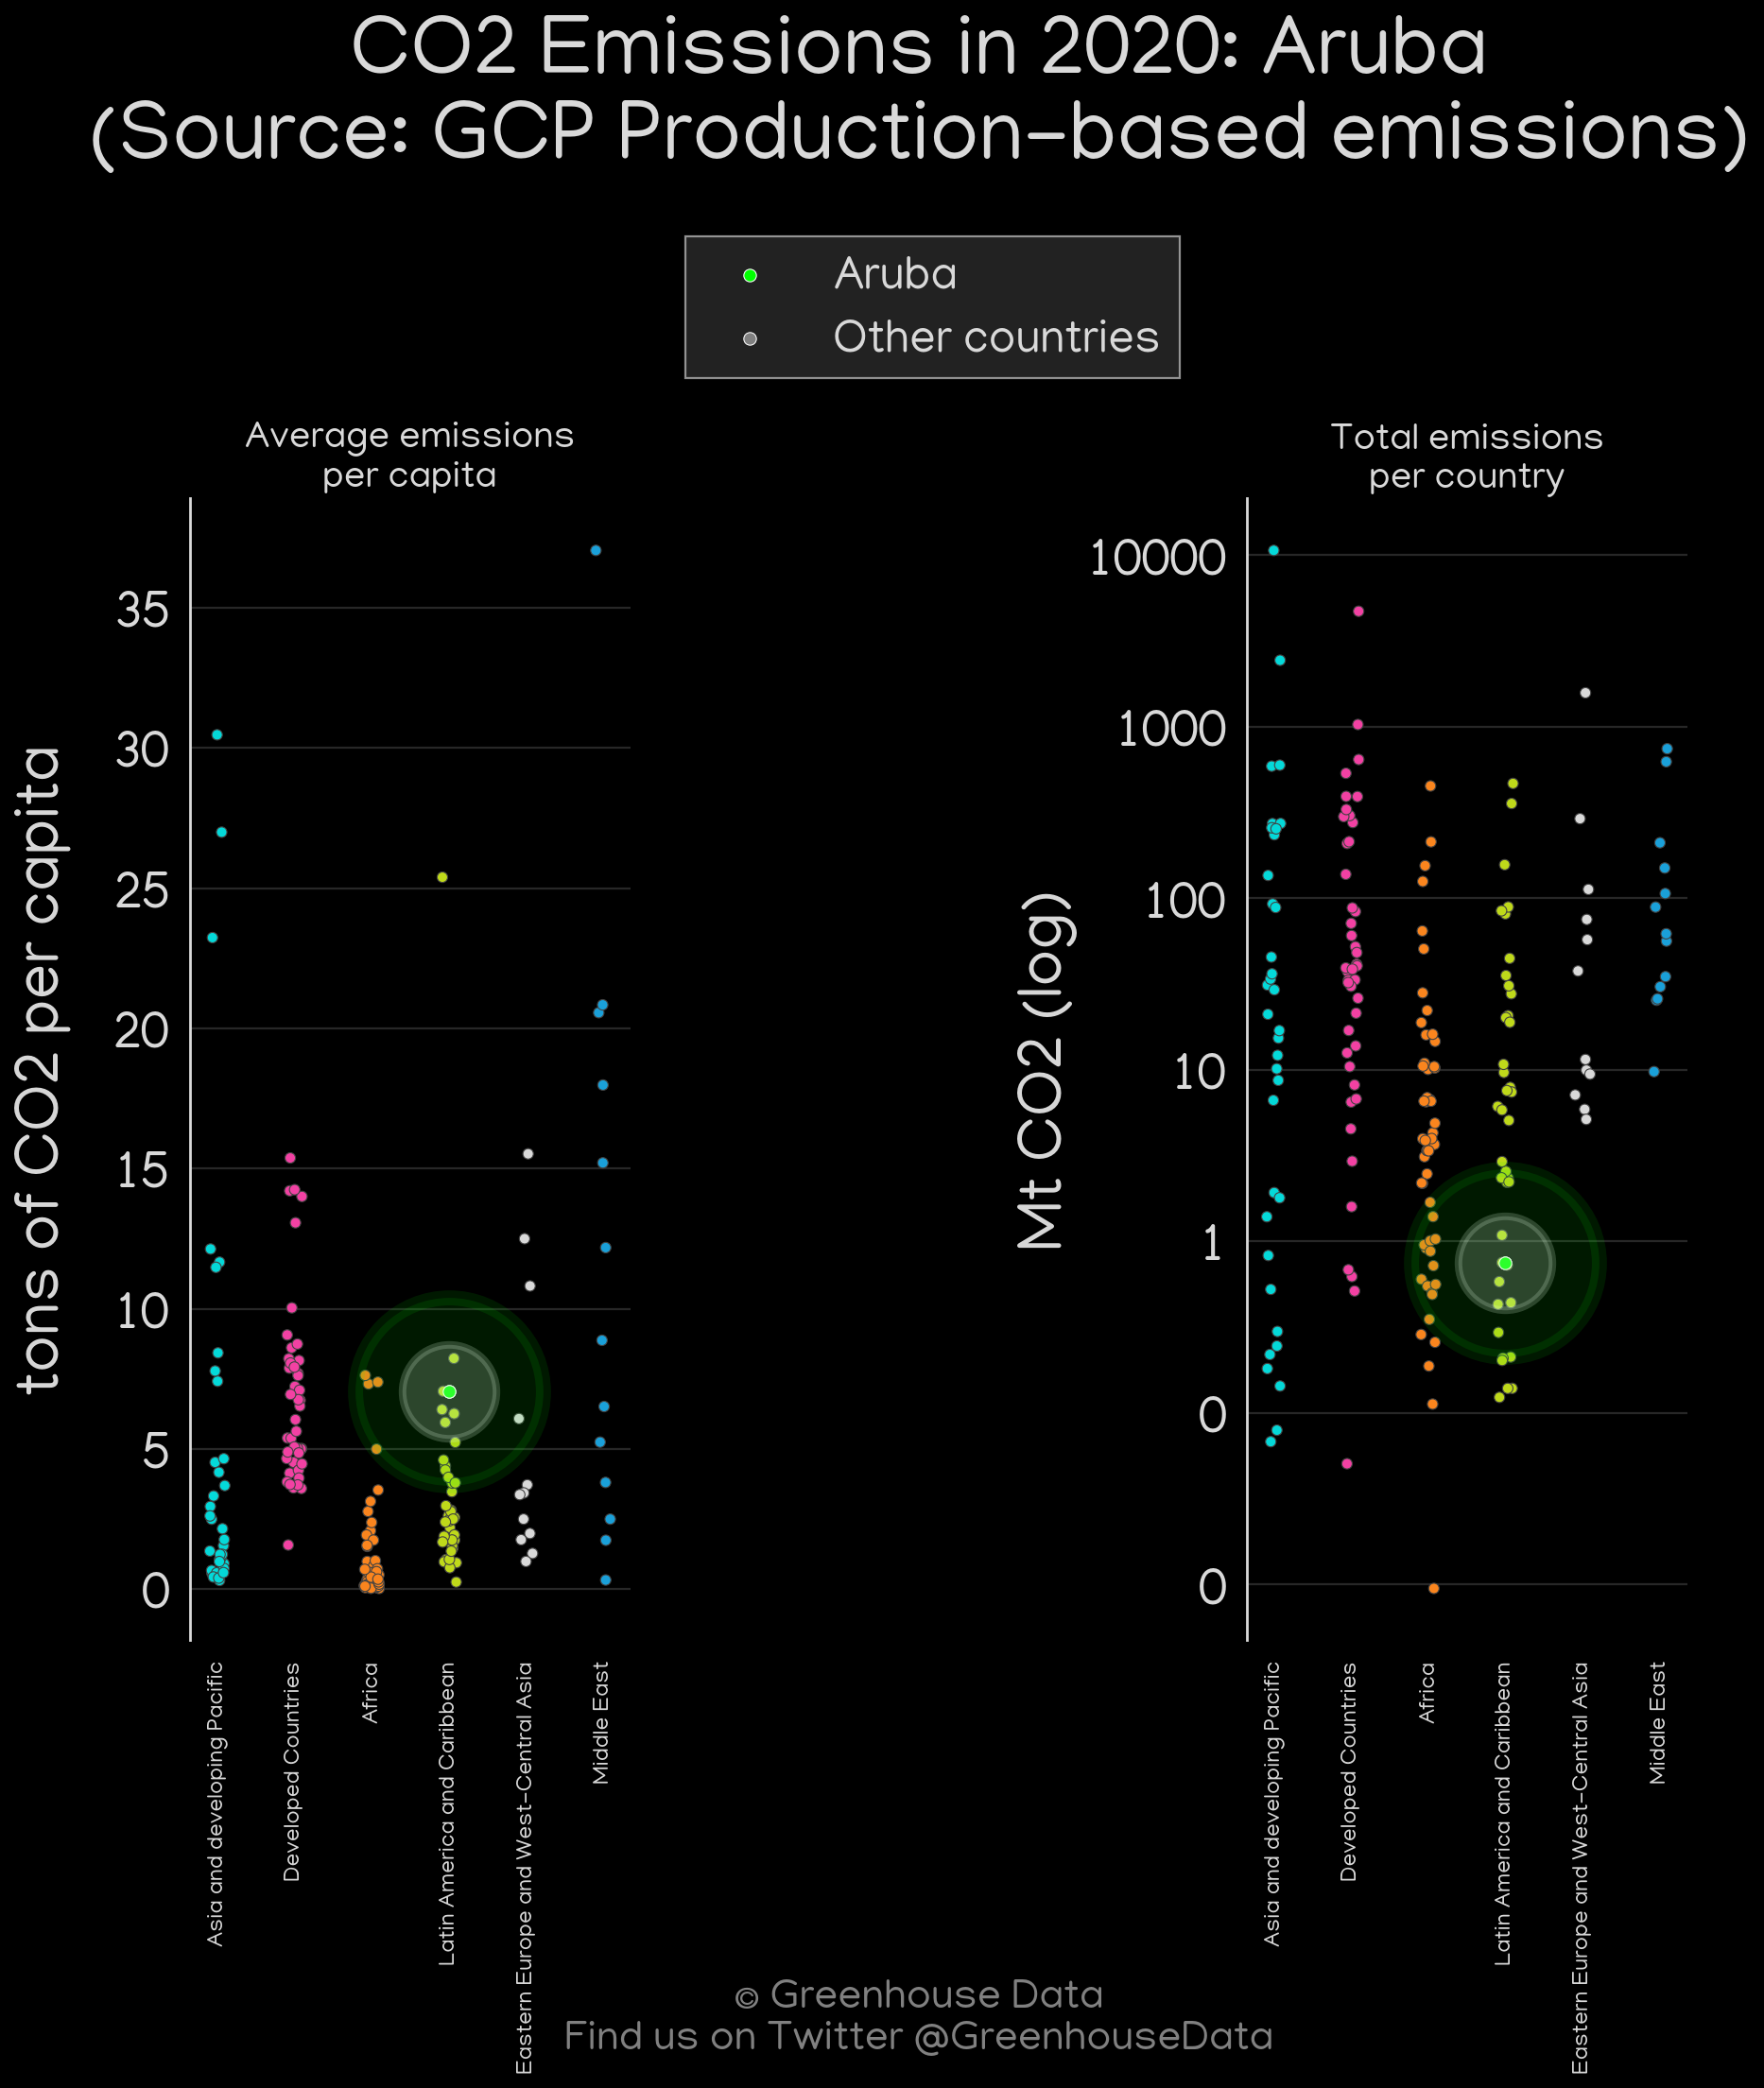 CO2 Emissions in 2020: Aruba
(Source: GCP Production-based emissions)
Aruba
Other countries
Average emissions
per capita
tons of CO2 per capita
35
30
25
20
15
10
5
0
Asia and developing Pacific
Developed Countries
Africa
Latin America and Caribbean
Eastern Europe and West-Central Asia
Middle East
Total emissions
per country
Mt CO2 (log)
10000
1000
100
10
1
0
0
Asia and developing Pacific
Developed Countries
Africa
Latin America and Caribbean
Eastern Europe and West-Central Asia
Middle East
© Greenhouse Data
Find us on Twitter @GreenhouseData